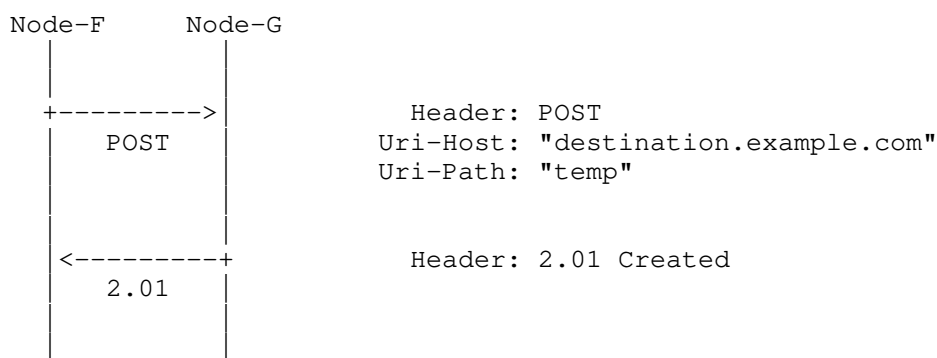 Node-F Node-G
+---------> Header: POST
POST Uri-Host: "destination.example.com"
Uri-Path: "temp"
<---------+ Header: 2.01 Created
2.01